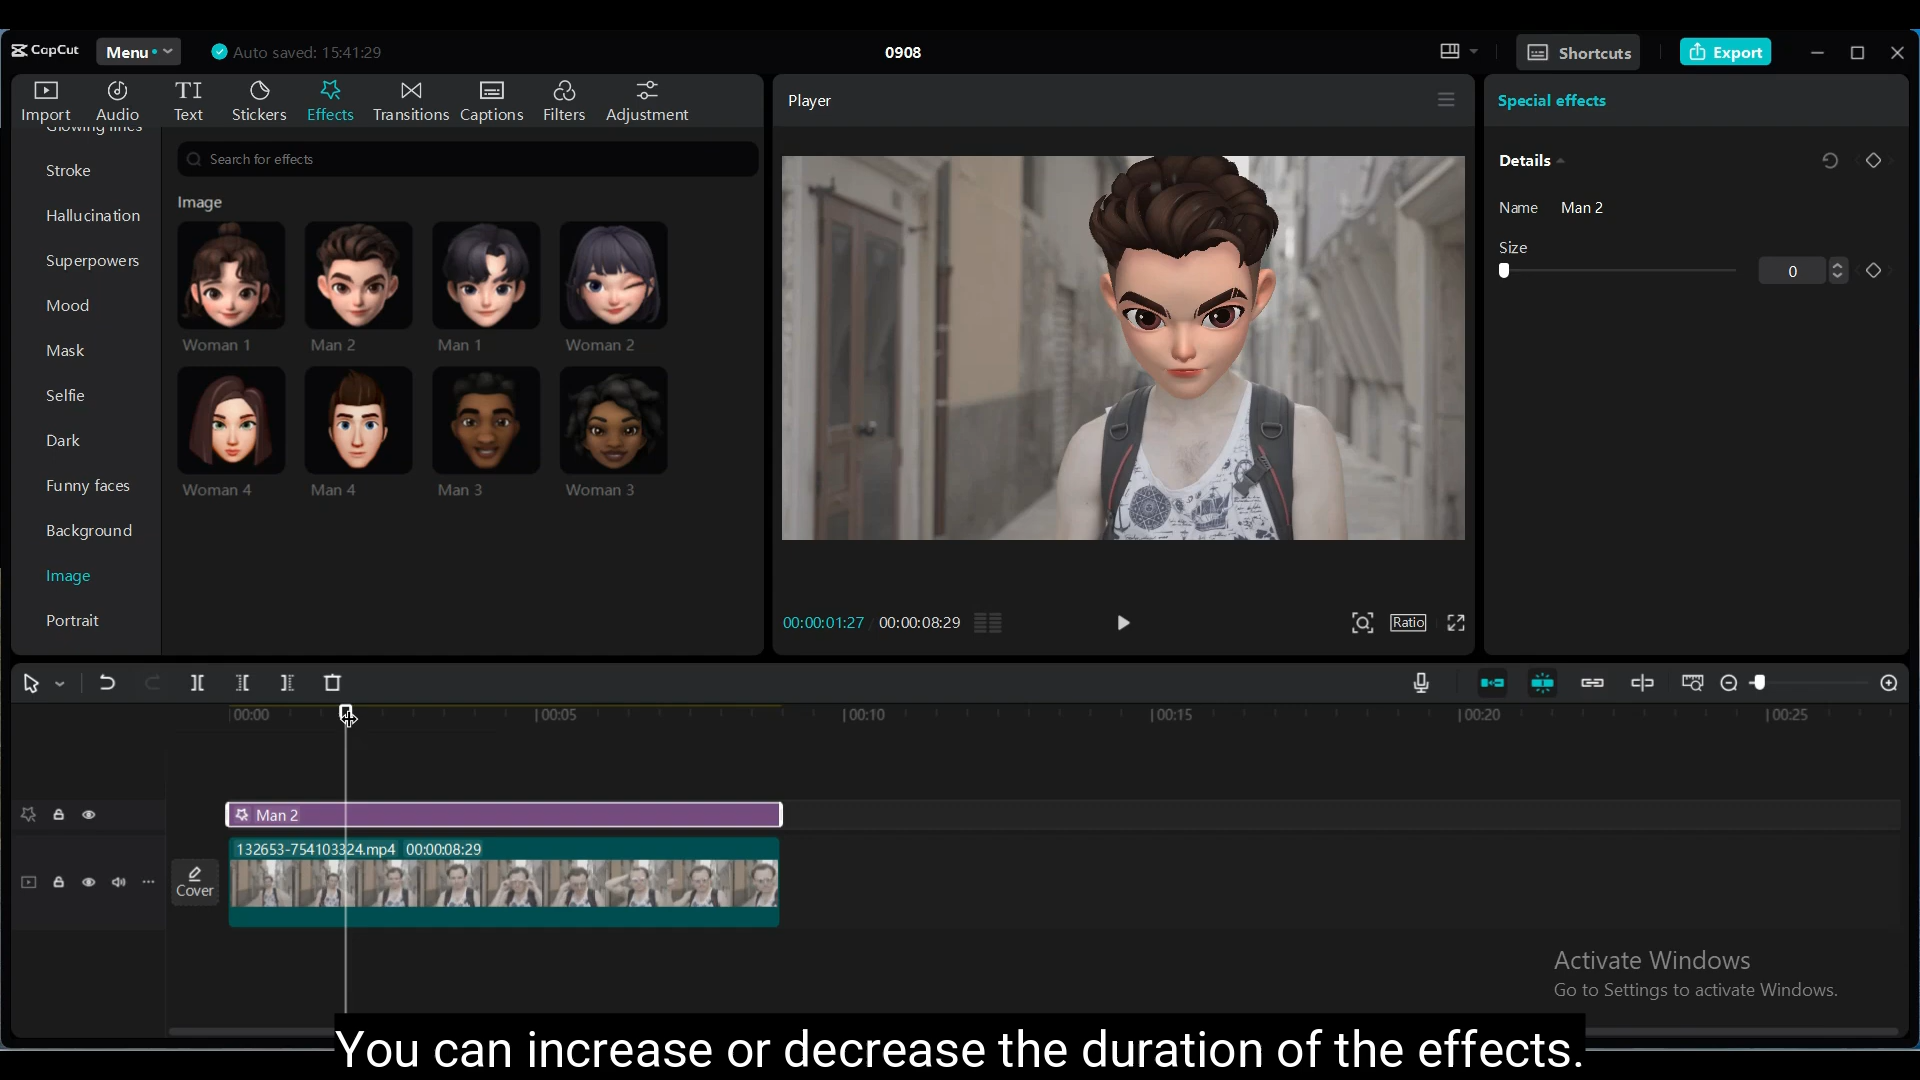 CapCut
Menu
Auto saved: 15:41:29
0908
Shortcuts
Export
Import
Audio
Text
Stickers
Effects
Transitions
Captions
Filters
Adjustment
Player
Special effects
Glowing lines
Stroke
Hallucination
Superpowers
Mood
Mask
Selfie
Dark
Funny faces
Background
Image
Portrait
Search for effects
Image
Woman 1
Man 2
Man 1
Woman 2
Woman 4
Man 4
Man 3
Woman 3
Details
Name Man 2
Size
0
00:00:01:27 00:00:08:29
Ratio
00:00
00:05
00:10
00:15
00:20
00:25
Man 2
132653-754103324.mp4 00:00:08:29
Cover
Activate Windows
Go to Settings to activate Windows.
You can increase or decrease the duration of the effects.